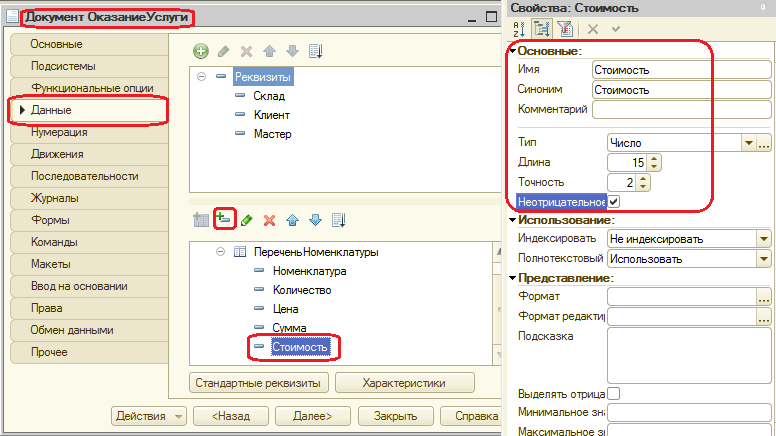 Документ ОказаниеУслуги
Основные
Подсистемы
Функциональные опции
Данные
Нумерация
Движения
Последовательности
Журналы
Формы
Команды
Макеты
Ввод на основании
Права
Обмен данными
Прочее
Реквизиты
Склад
Клиент
Мастер
ПереченьНоменклатуры
Номенклатура
Количество
Цена
Сумма
Стоимость
Стандартные реквизиты
Характеристики
Действия
<Назад
Далее>
Закрыть
Справка
Свойства: Стоимость
Основные:
Имя Стоимость
Синоним Стоимость
Комментарий
Тип Число ...
Длина 15
Точность 2
Неотрицательное
Использование:
Индексировать Не индексировать
Полнотекстовый Использовать
Представление:
Формат ...
Формат редактир ...
Подсказка
Выделять отрица
Минимальное зна
Максимальное зн